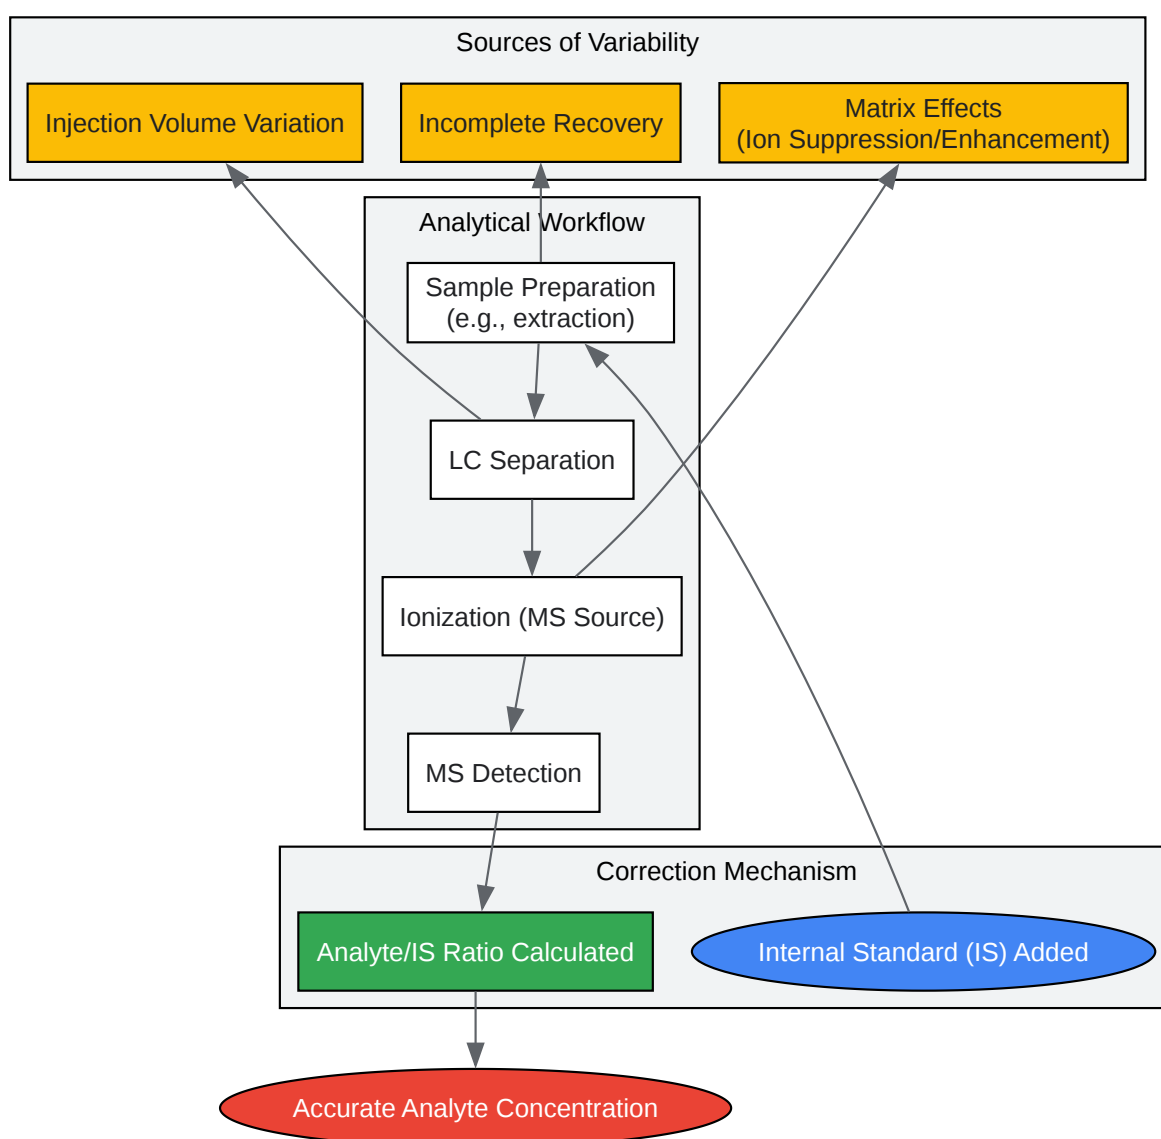 Sources of Variability
Injection Volume Variation
Incomplete Recovery
Matrix Effects
(Ion Suppression/Enhancement)
Analytical Workflow
Sample Preparation
(e.g., extraction)
LC Separation
Ionization (MS Source)
MS Detection
Correction Mechanism
Analyte/IS Ratio Calculated
Internal Standard (IS) Added
Accurate Analyte Concentration